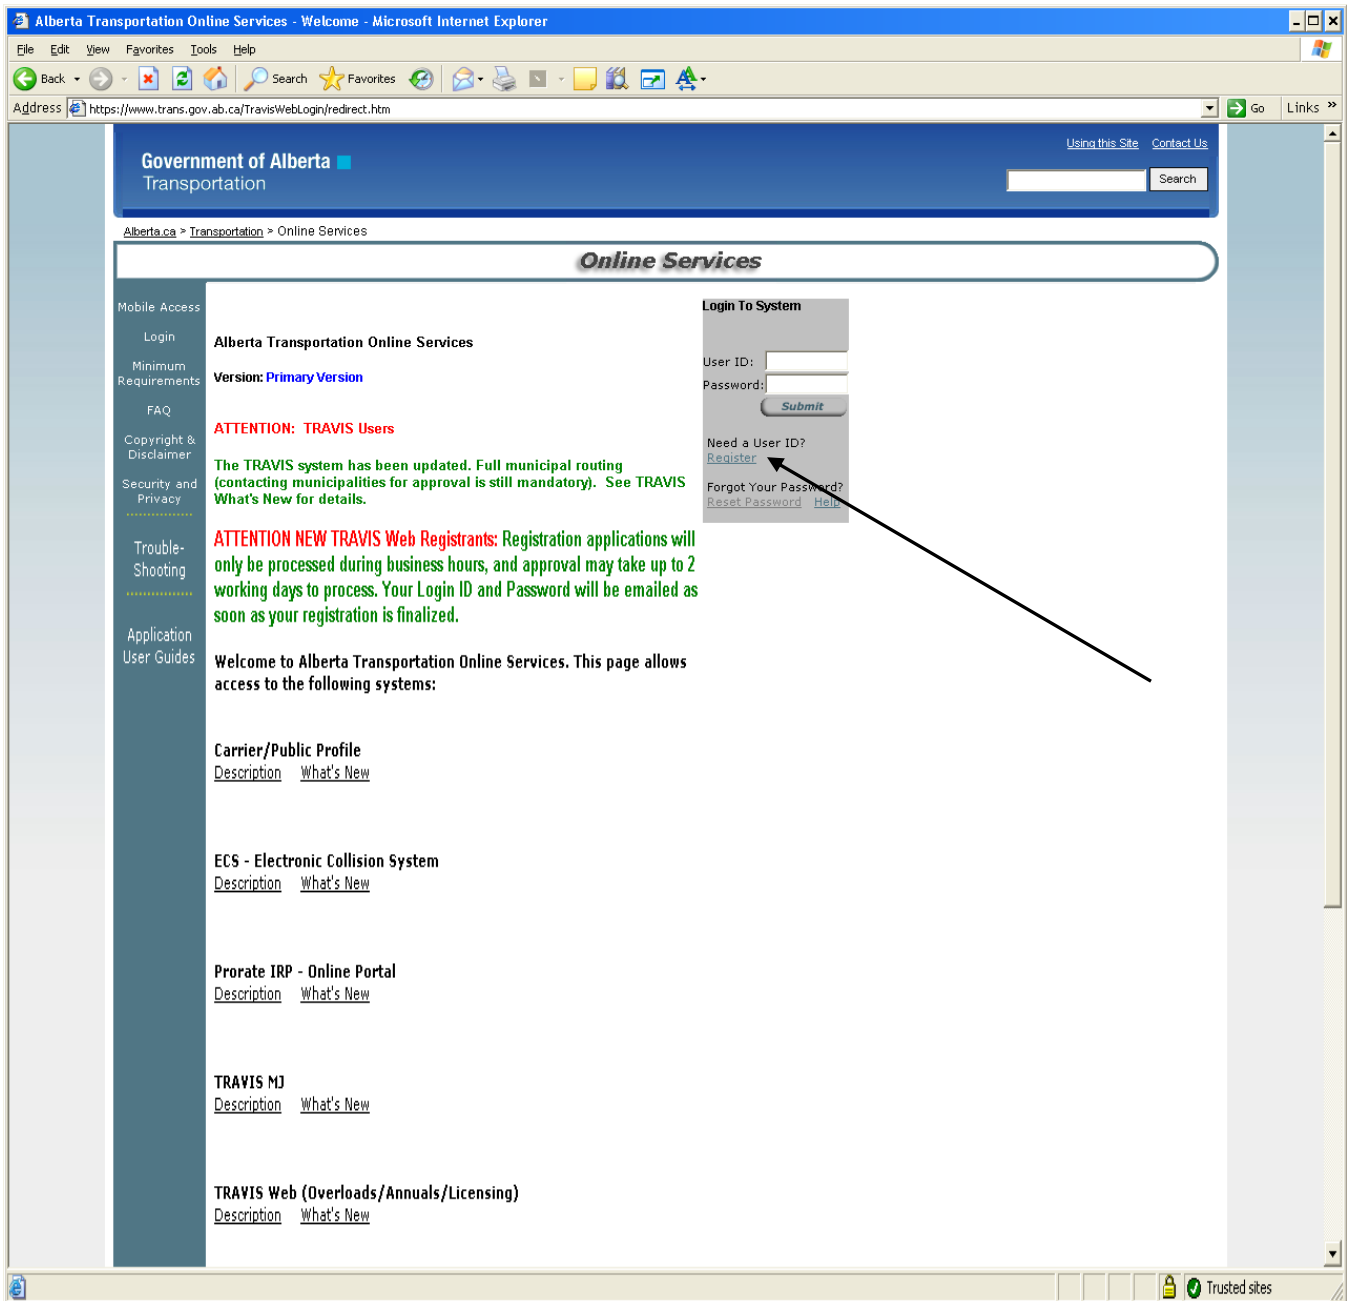 Alberta Transportation Online Services - Welcome - Microsoft Internet Explorer
File Edit View Favorites Tools Help
Back Search Favorites
Address https://www.trans.gov.ab.ca/TravisWebLogin/redirect.htm Go Links »
Using this Site Contact Us
Government of Alberta
Transportation
Search
Alberta.ca > Transportation > Online Services
Online Services
Mobile Access
Login
Minimum
Requirements
FAQ
Copyright &
Disclaimer
Security and
Privacy
Trouble-
Shooting
Application
User Guides
Alberta Transportation Online Services
Version: Primary Version
ATTENTION: TRAVIS Users
The TRAVIS system has been updated. Full municipal routing
(contacting municipalities for approval is still mandatory). See TRAVIS
What's New for details.
ATTENTION NEW TRAVIS Web Registrants: Registration applications will
only be processed during business hours, and approval may take up to 2
working days to process. Your Login ID and Password will be emailed as
soon as your registration is finalized.
Welcome to Alberta Transportation Online Services. This page allows
access to the following systems:
Carrier/Public Profile
Description What's New
ECS - Electronic Collision System
Description What's New
Prorate IRP - Online Portal
Description What's New
TRAVIS MJ
Description What's New
TRAVIS Web (Overloads/Annuals/Licensing)
Description What's New
Login To System
User ID:
Password:
Submit
Need a User ID?
Register
Forgot Your Password?
Reset Password Help
Trusted sites